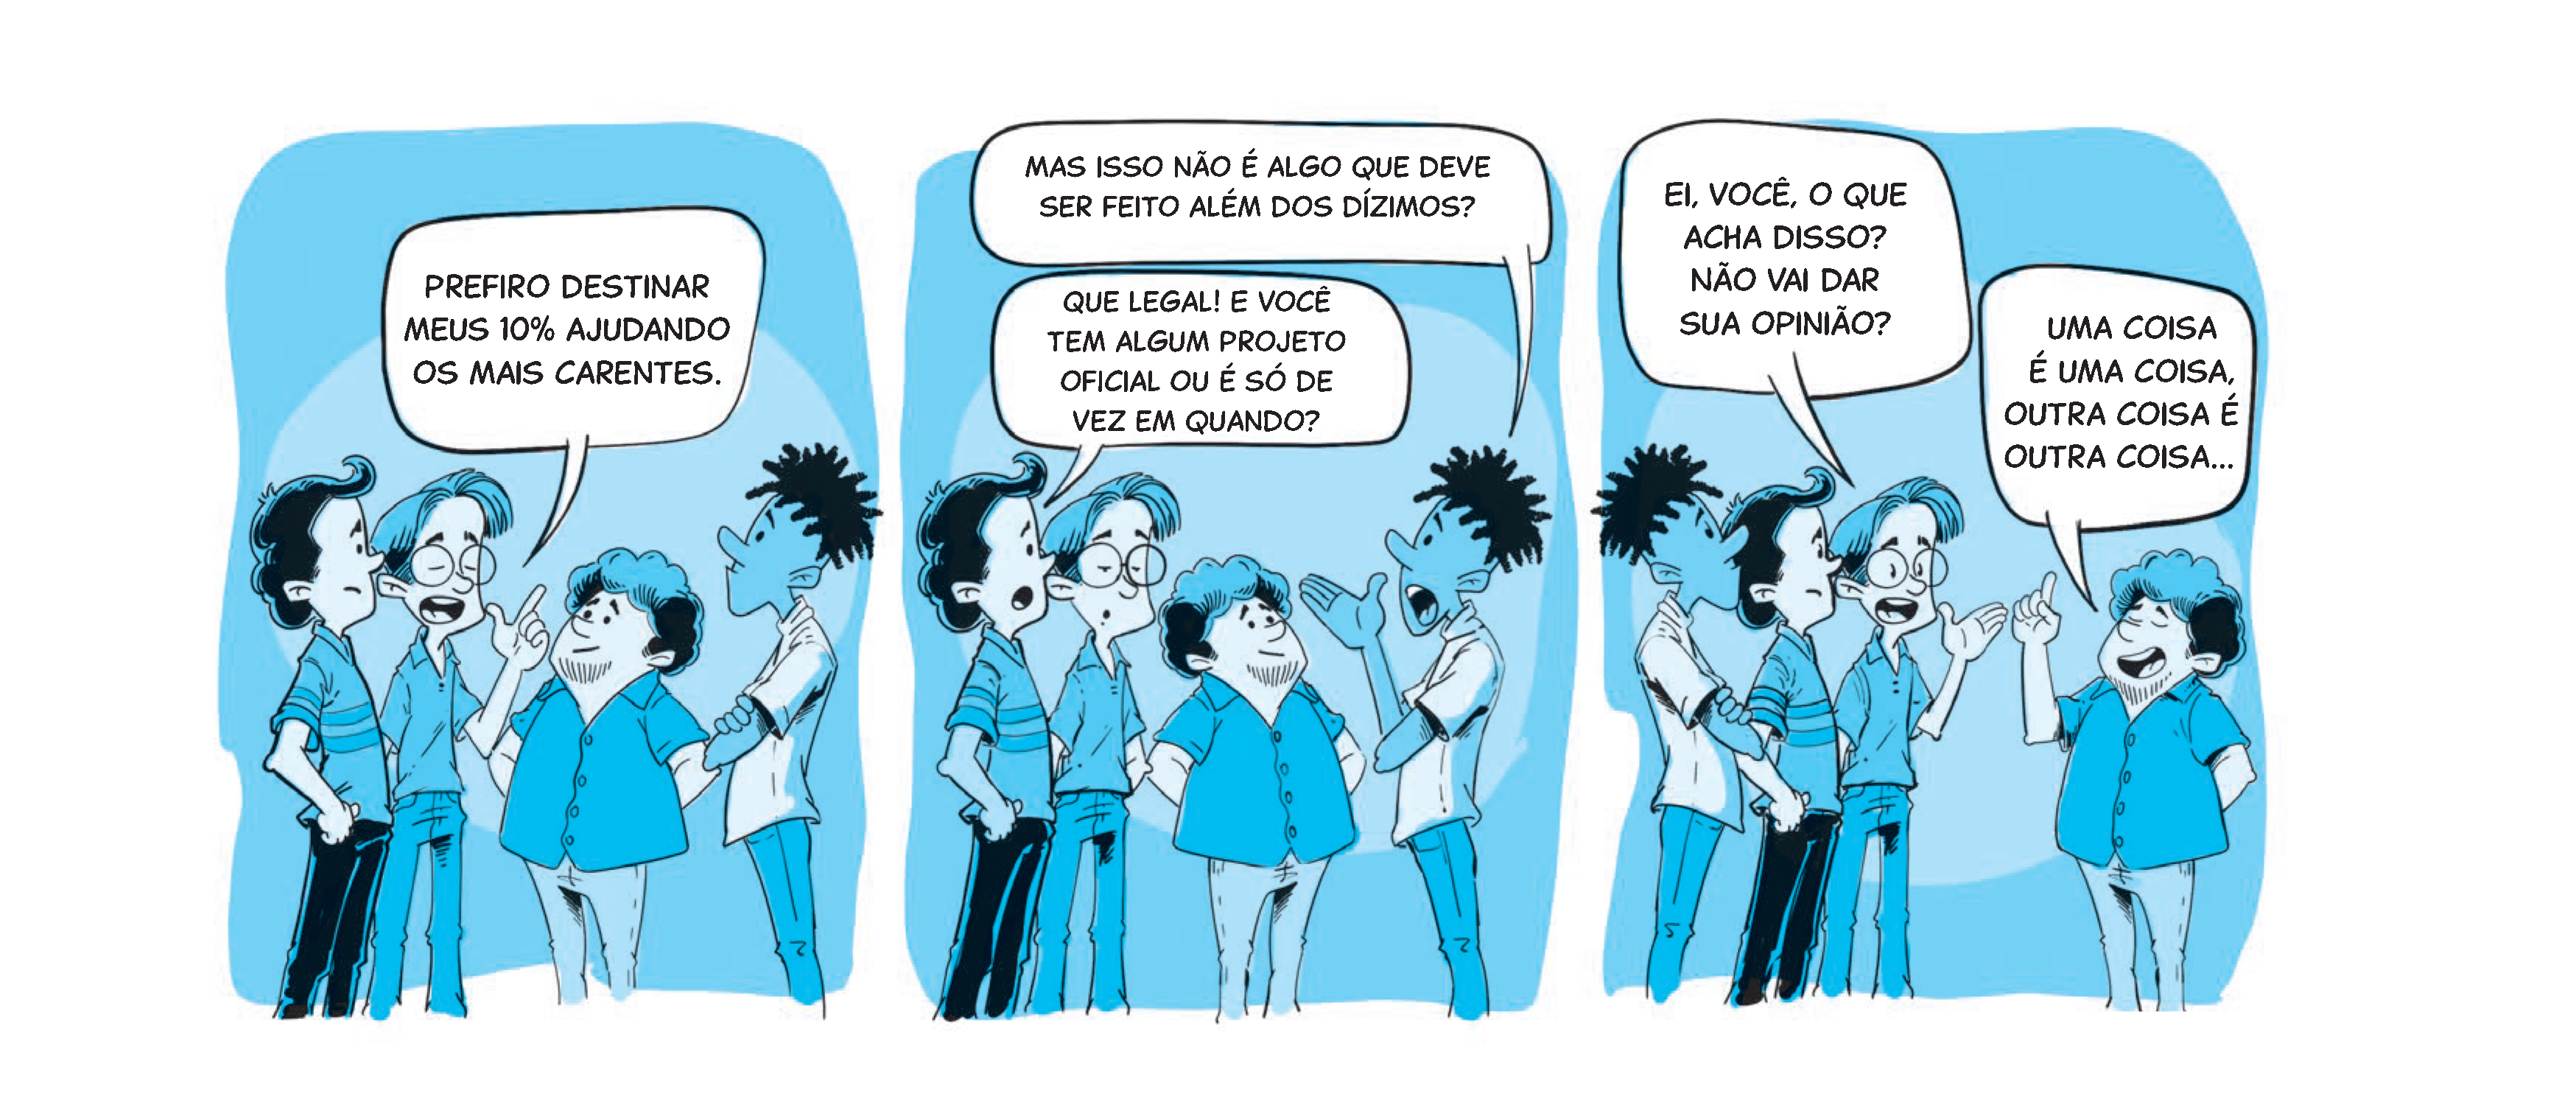 PREFIRO DESTINAR
MEUS 10% AJUDANDO
OS MAIS CARENTES.
MAS ISSO NÃO É ALGO QUE DEVE
SER FEITO ALÉM DOS DÍZIMOS?
QUE LEGAL! E VOCÊ
TEM ALGUM PROJETO
OFICIAL OU É SÓ DE
VEZ EM QUANDO?
EI, VOCÊ, O QUE
ACHA DISSO?
NÃO VAI DAR
SUA OPINIÃO?
UMA COISA
É UMA COISA,
OUTRA COISA É
OUTRA COISA...